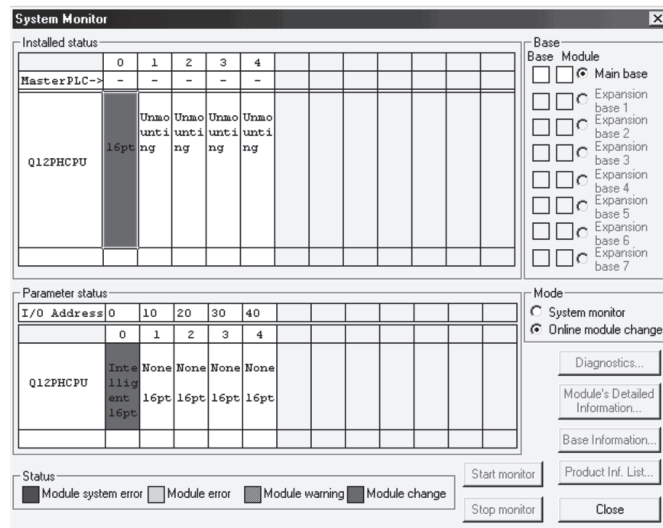 System Monitor
Installed status
0 1 2 3 4
MasterPLC-> - - - - -
Q12PHCPU
16pt
Unmo
unti
ng
Unmo
unti
ng
Unmo
unti
ng
Unmo
unti
ng
Base
Base Module
Main base
Expansion
base 1
Expansion
base 2
Expansion
base 3
Expansion
base 4
Expansion
base 5
Expansion
base 6
Expansion
base 7
Parameter status
I/O Address 0 10 20 30 40
0 1 2 3 4
Q12PHCPU
Inte
llig
ent
16pt
None
16pt
None
16pt
None
16pt
None
16pt
Mode
System monitor
Online module change
Diagnostics...
Module's Detailed
Information...
Base Information...
Product Inf. List...
Close
Start monitor
Stop monitor
Status
Module system error Module error Module warning Module change